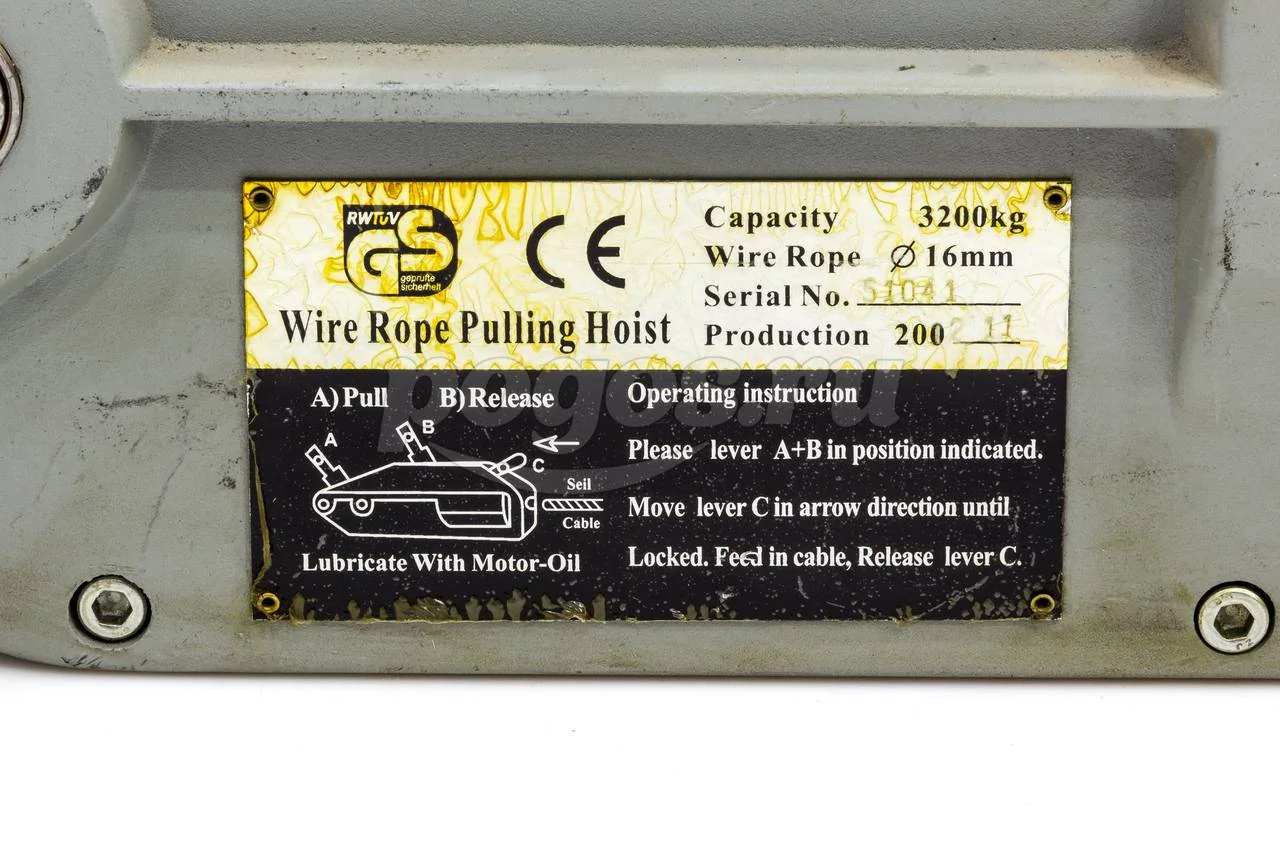 RWTüV
GS
geprüfte
sicherheit
CE
Capacity 3200kg
Wire Rope Ø 16mm
Serial No. 51041
Production 2002 11
Wire Rope Pulling Hoist
pogos.ru
A) Pull B) Release
A
B
C
Seil
Cable
Lubricate With Motor-Oil
Operating instruction
Please lever A+B in position indicated.
Move lever C in arrow direction until
Locked. Feed in cable, Release lever C.